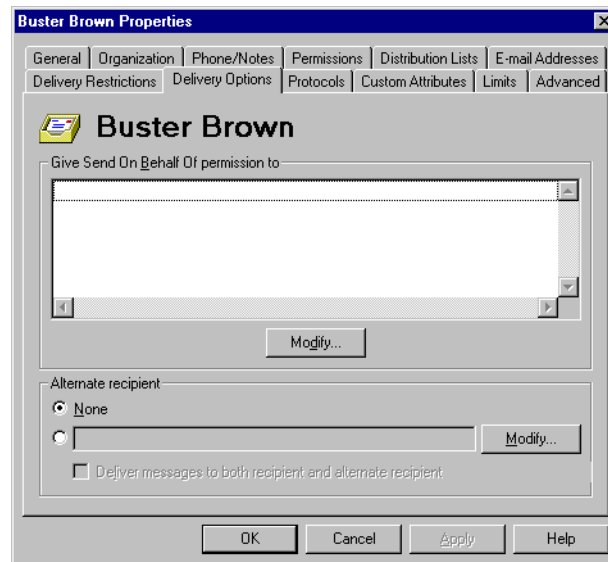 Buster Brown Properties
General Organization Phone/Notes Permissions Distribution Lists E-mail Addresses
Delivery Restrictions Delivery Options Protocols Custom Attributes Limits Advanced
Buster Brown
Give Send On Behalf Of permission to
Modify...
Alternate recipient
None
Modify...
Deliver messages to both recipient and alternate recipient
OK Cancel Apply Help